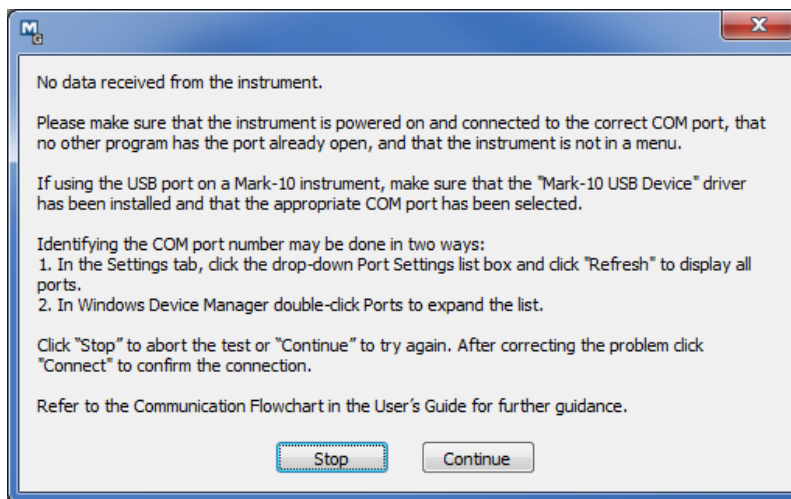 M
G
X
No data received from the instrument.
Please make sure that the instrument is powered on and connected to the correct COM port, that
no other program has the port already open, and that the instrument is not in a menu.
If using the USB port on a Mark-10 instrument, make sure that the "Mark-10 USB Device" driver
has been installed and that the appropriate COM port has been selected.
Identifying the COM port number may be done in two ways:
1. In the Settings tab, click the drop-down Port Settings list box and click "Refresh" to display all
ports.
2. In Windows Device Manager double-click Ports to expand the list.
Click “Stop” to abort the test or “Continue” to try again. After correcting the problem click
"Connect" to confirm the connection.
Refer to the Communication Flowchart in the User’s Guide for further guidance.
Stop Continue